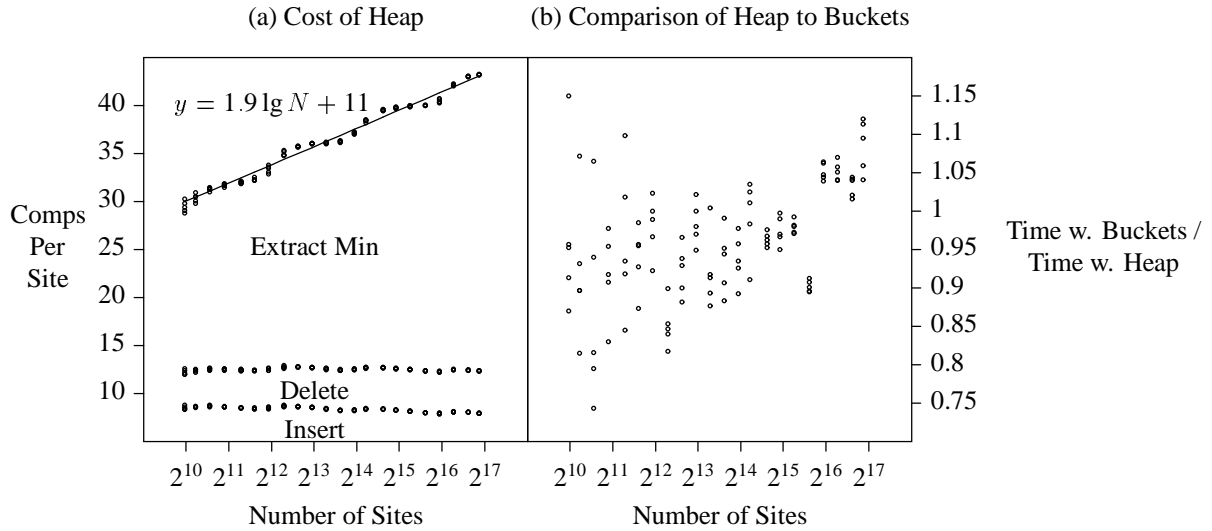 (a) Cost of Heap
(b) Comparison of Heap to Buckets
y = 1.9 lg N + 11
40
35
30
25
20
15
10
Comps
Per
Site
Extract Min
Delete
Insert
2^10 2^11 2^12 2^13 2^14 2^15 2^16 2^17
Number of Sites
1.15
1.1
1.05
1
0.95
0.9
0.85
0.8
0.75
Time w. Buckets /
Time w. Heap
2^10 2^11 2^12 2^13 2^14 2^15 2^16 2^17
Number of Sites